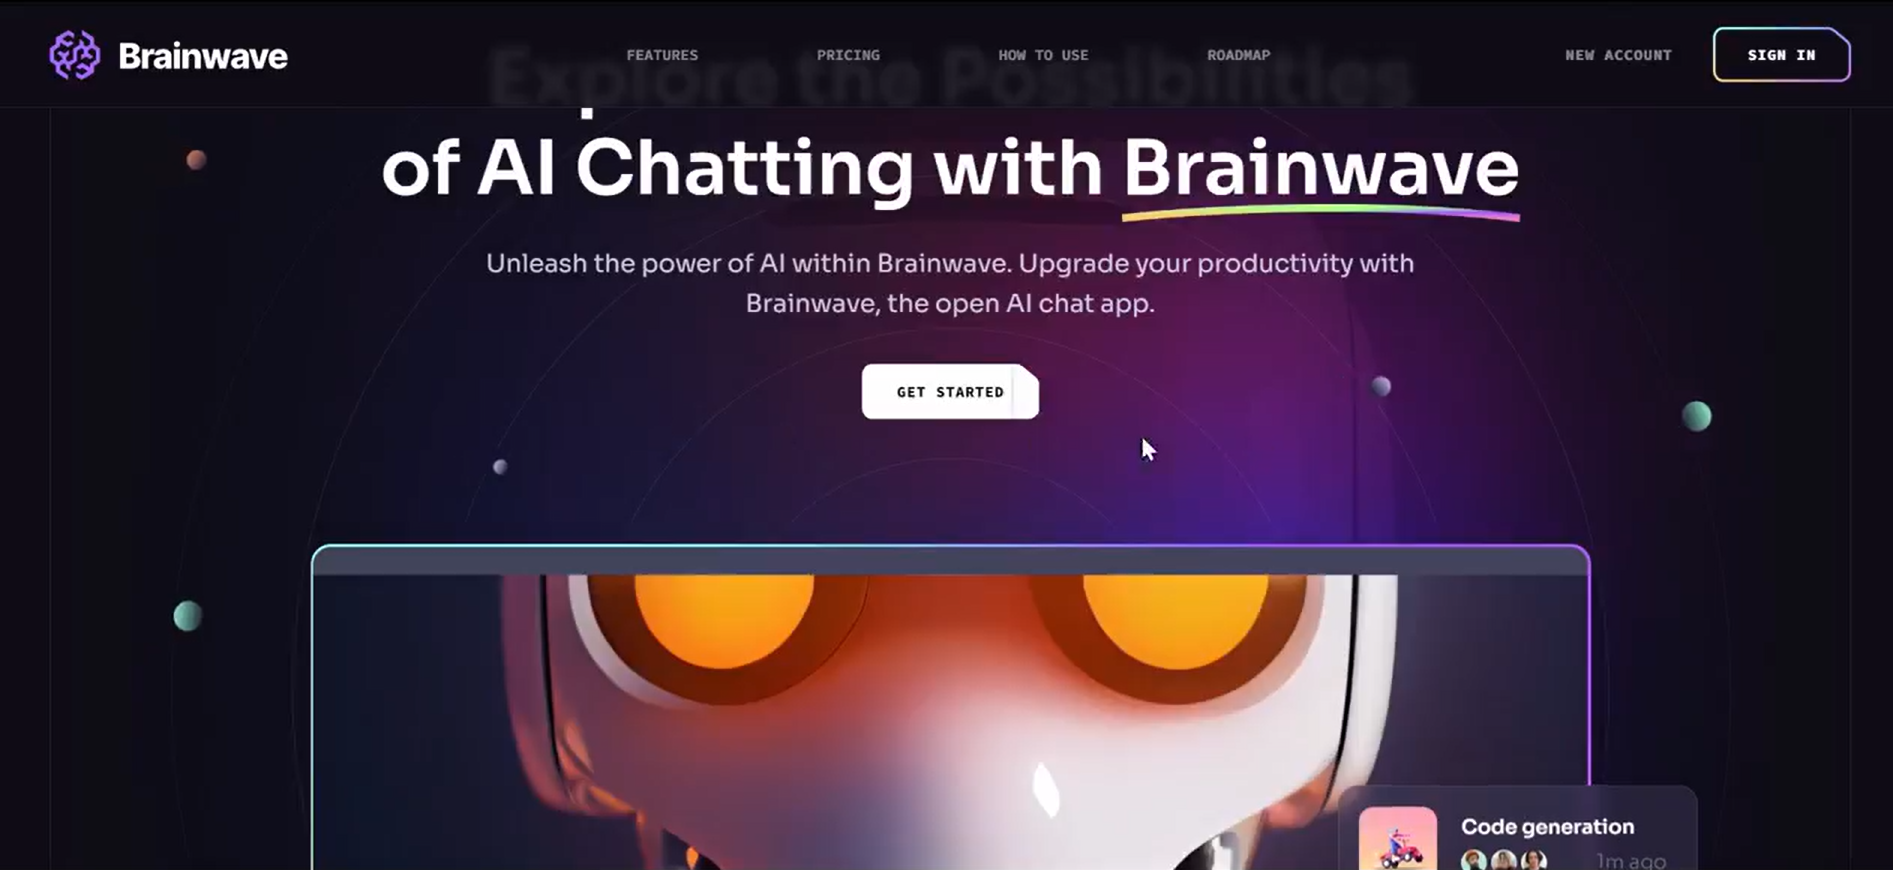 Brainwave
FEATURES
PRICING
HOW TO USE
ROADMAP
NEW ACCOUNT
SIGN IN
Explore the Possibilities
of AI Chatting with Brainwave
Unleash the power of AI within Brainwave. Upgrade your productivity with
Brainwave, the open AI chat app.
GET STARTED
Code generation
1m ago